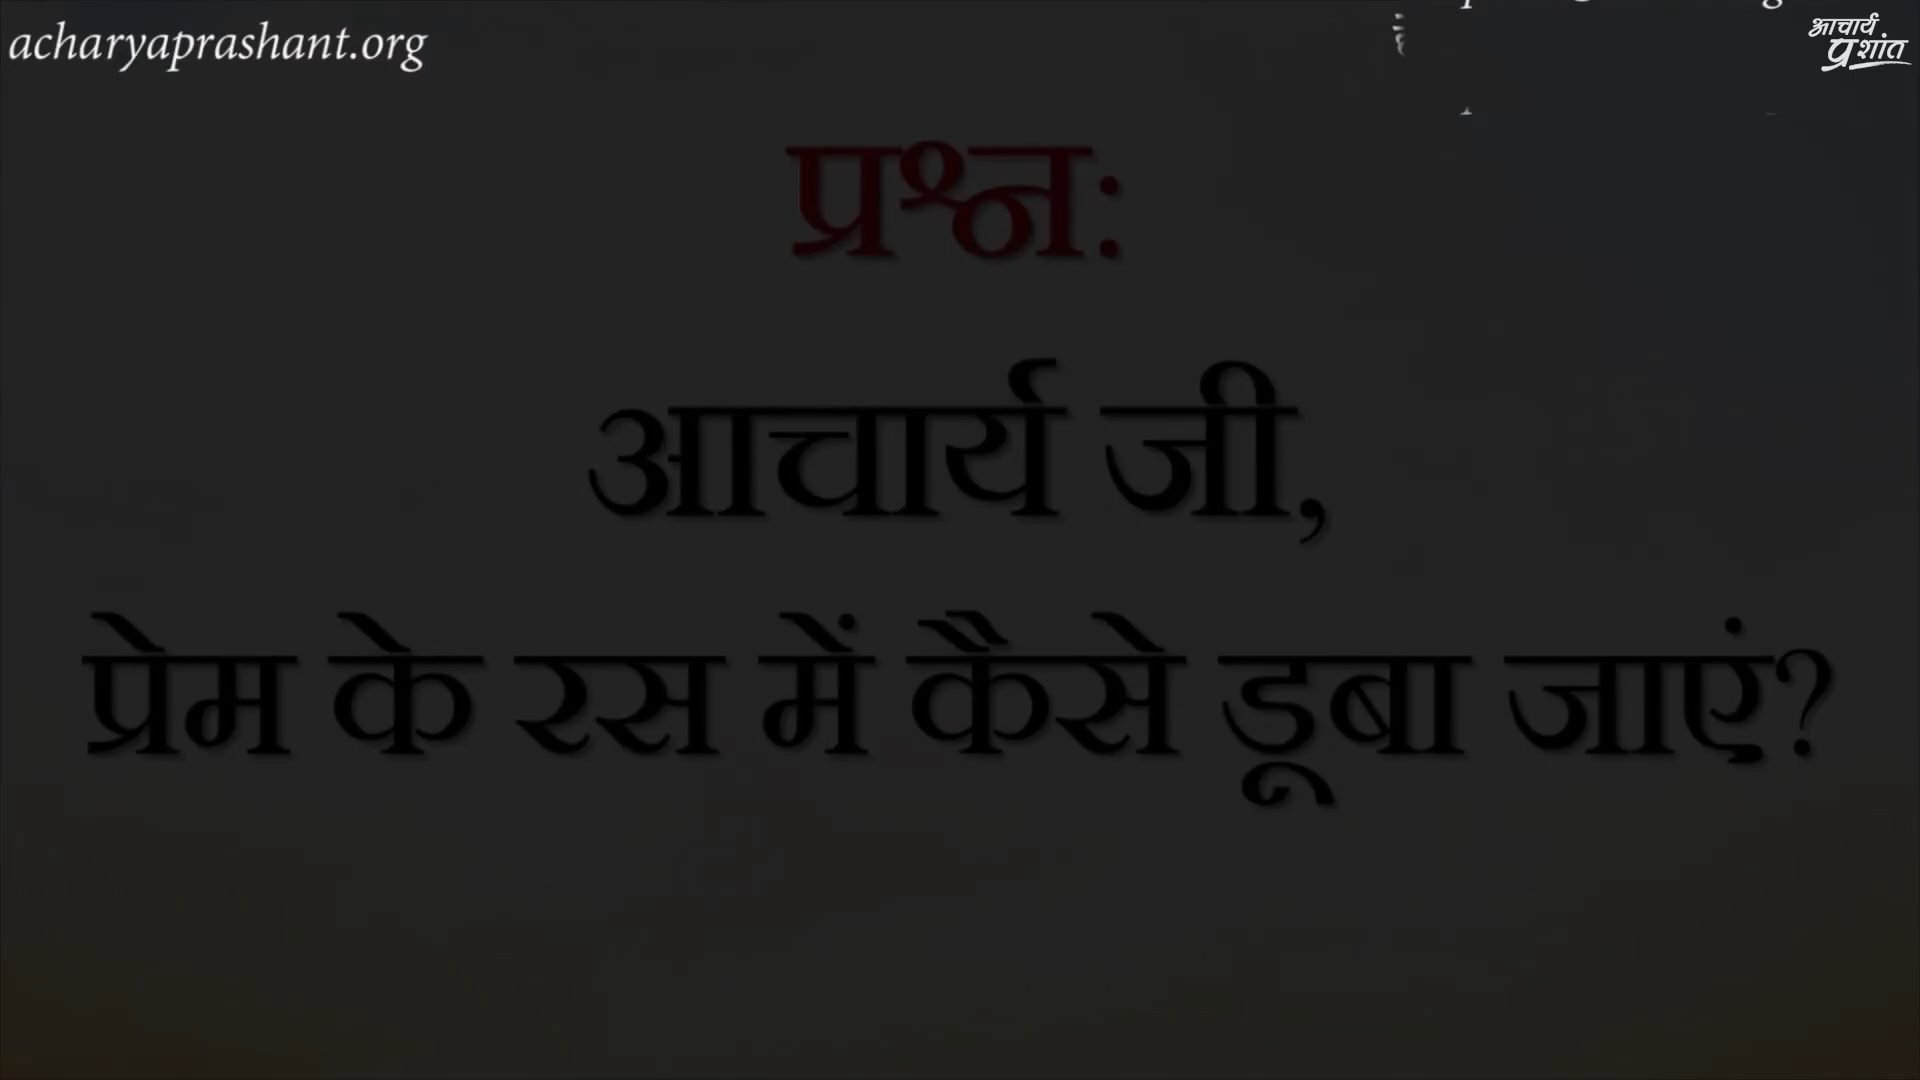 acharyaprashant.org
आचार्य
प्रशांत
प्रश्न:
आचार्य जी,
प्रेम के रस में कैसे डूबा जाएं?